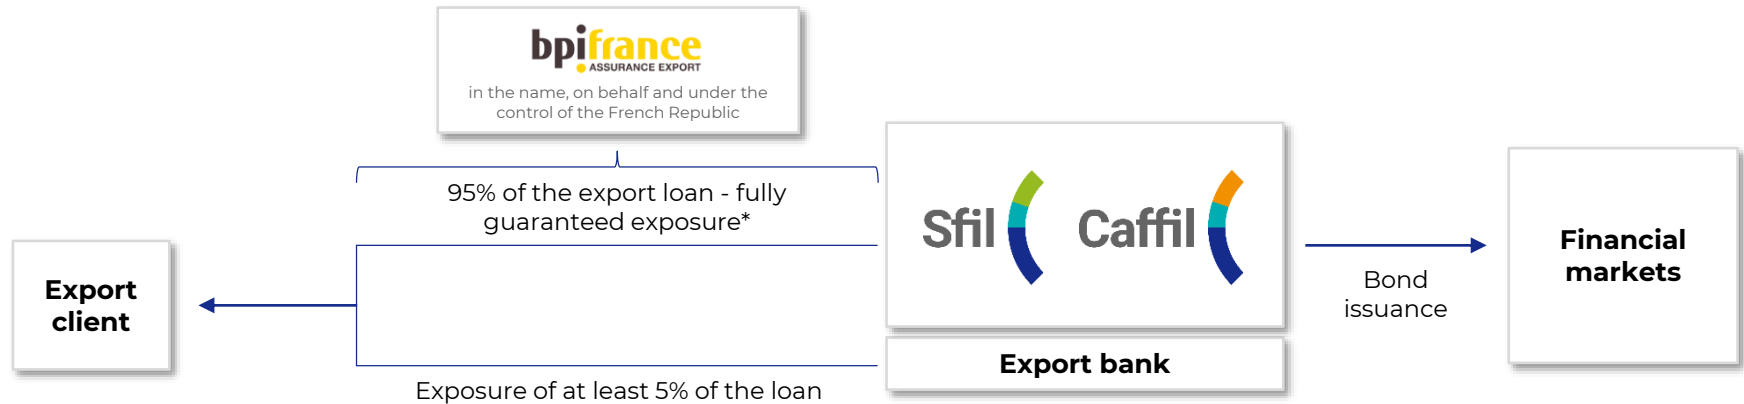 bpifrance
ASSURANCE EXPORT
in the name, on behalf and under the
control of the French Republic
95% of the export loan - fully
guaranteed exposure*
Export
client
Sfil
Caffil
Export bank
Exposure of at least 5% of the loan
Bond
issuance
Financial
markets